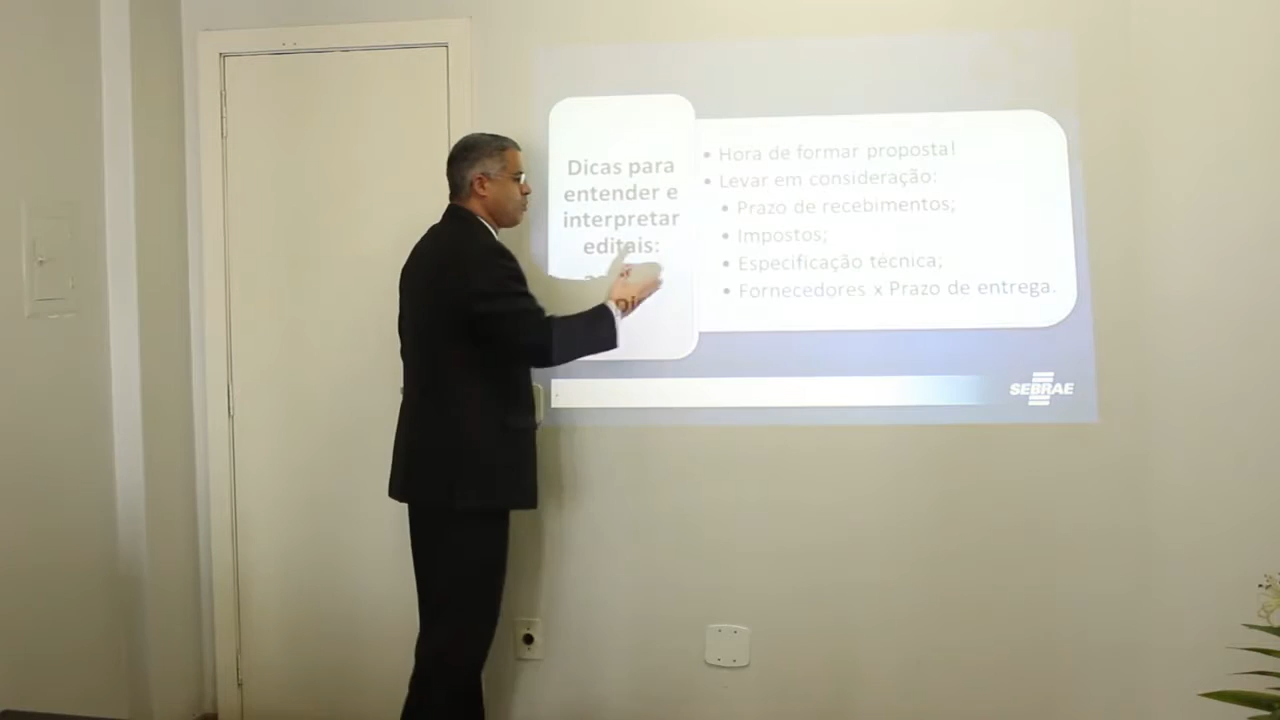 Dicas para
entender e
interpretar
editais:
• Hora de formar proposta!
• Levar em consideração:
• Prazo de recebimentos;
• Impostos;
• Especificação técnica;
• Fornecedores x Prazo de entrega.
SEBRAE